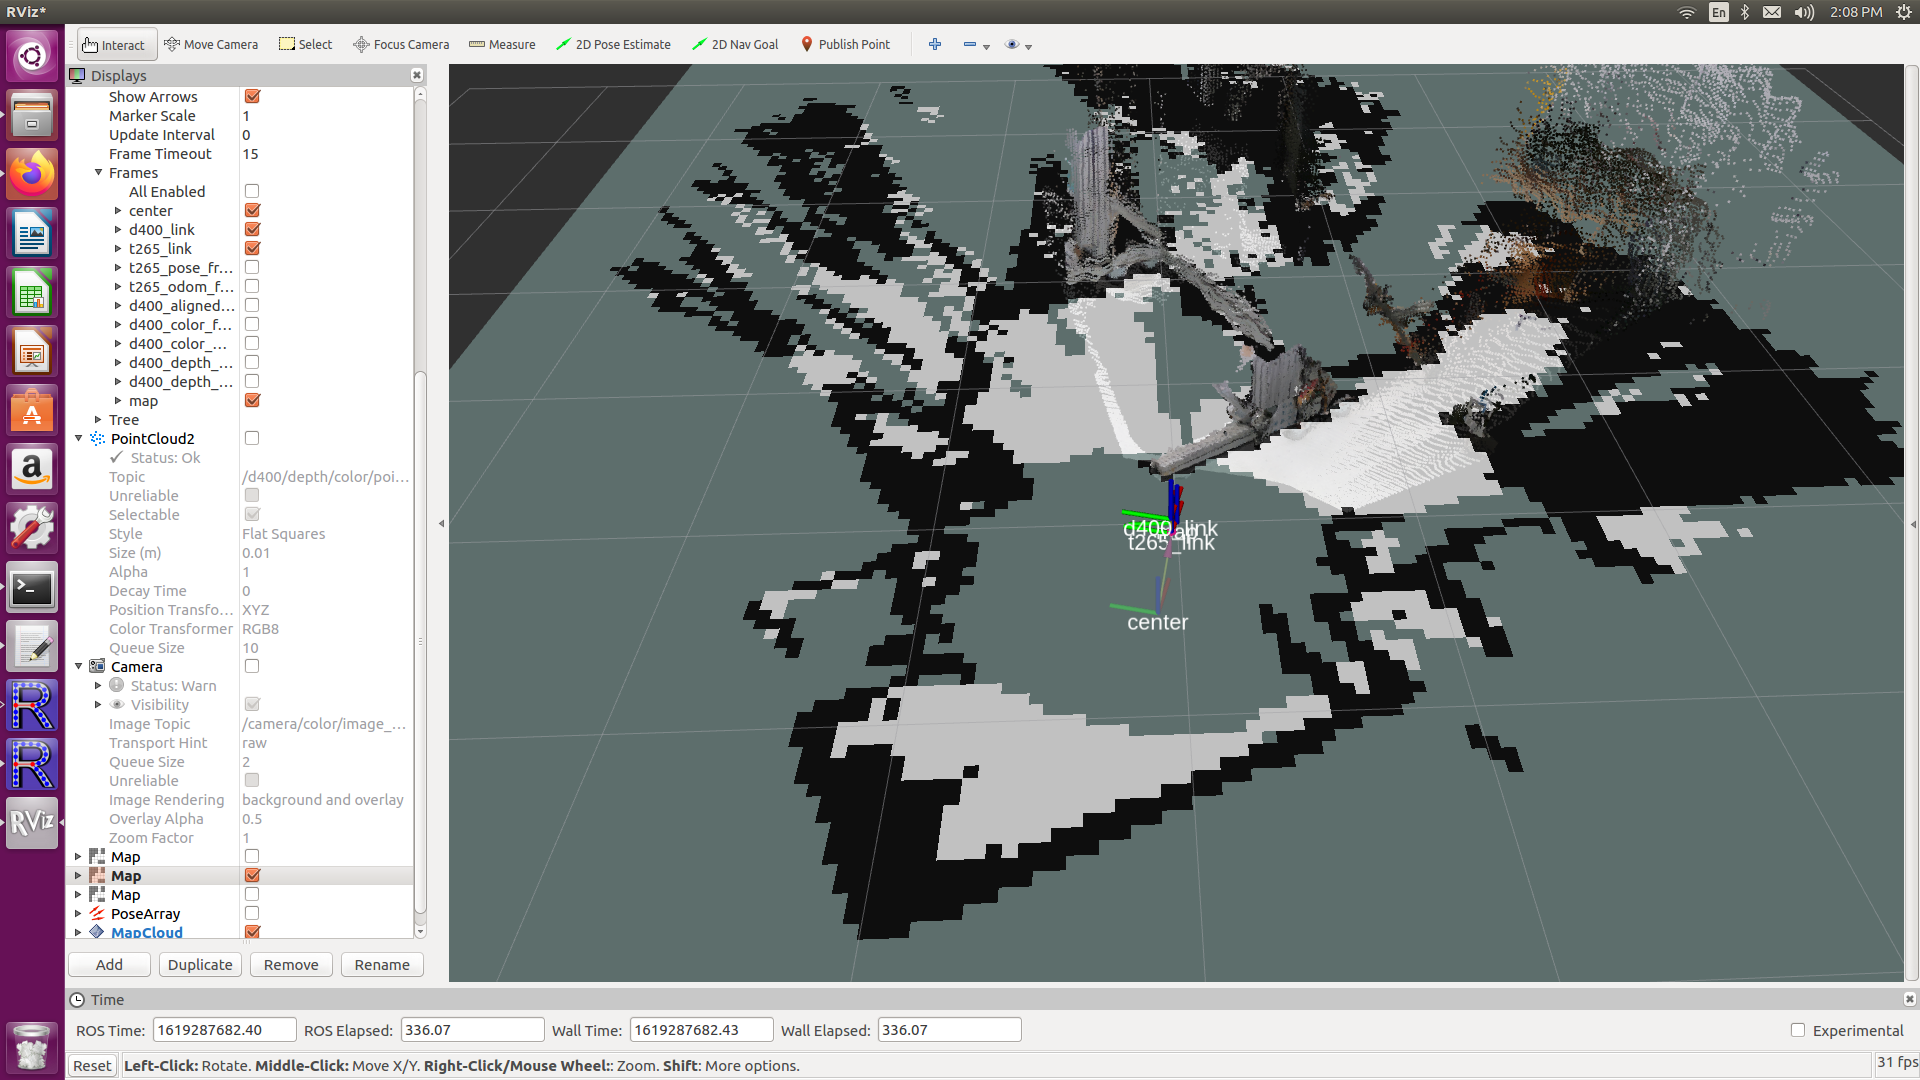 RViz*
En
2:08 PM
Interact
Move Camera
Select
Focus Camera
Measure
2D Pose Estimate
2D Nav Goal
Publish Point
Displays
Show Arrows
Marker Scale 1
Update Interval 0
Frame Timeout 15
Frames
All Enabled
center
d400_link
t265_link
t265_pose_fr...
t265_odom_f...
d400_aligned...
d400_color_f...
d400_color_...
d400_depth_...
d400_depth_...
map
Tree
PointCloud2
Status: Ok
Topic /d400/depth/color/poi...
Unreliable
Selectable
Style Flat Squares
Size (m) 0.01
Alpha 1
Decay Time 0
Position Transfo... XYZ
Color Transformer RGB8
Queue Size 10
Camera
Status: Warn
Visibility
Image Topic /camera/color/image_...
Transport Hint raw
Queue Size 2
Unreliable
Image Rendering background and overlay
Overlay Alpha 0.5
Zoom Factor 1
Map
Map
Map
PoseArray
MapCloud
Add
Duplicate
Remove
Rename
d400_link
t265_link
center
Time
ROS Time: 1619287682.40 ROS Elapsed: 336.07 Wall Time: 1619287682.43 Wall Elapsed: 336.07
Experimental
Reset
Left-Click: Rotate. Middle-Click: Move X/Y. Right-Click/Mouse Wheel:: Zoom. Shift: More options.
31 fps
RViz